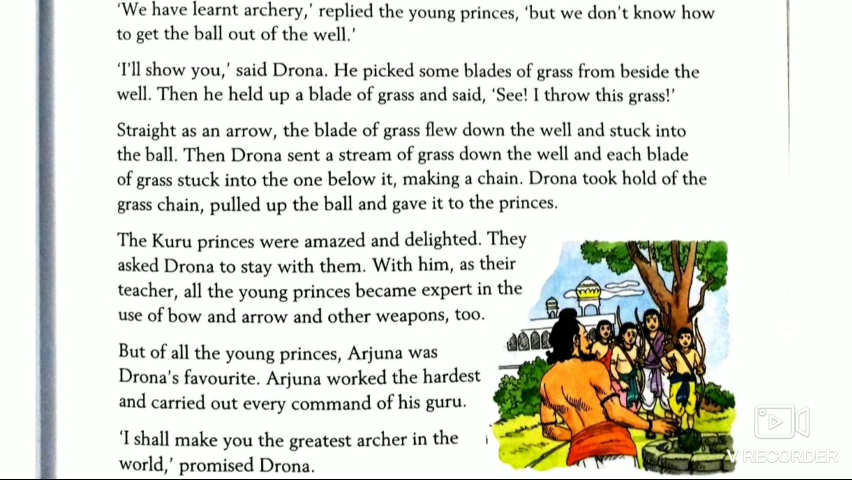 ‘We have learnt archery,’ replied the young princes, ‘but we don’t know how
to get the ball out of the well.’
‘I’ll show you,’ said Drona. He picked some blades of grass from beside the
well. Then he held up a blade of grass and said, ‘See! I throw this grass!’
Straight as an arrow, the blade of grass flew down the well and stuck into
the ball. Then Drona sent a stream of grass down the well and each blade
of grass stuck into the one below it, making a chain. Drona took hold of the
grass chain, pulled up the ball and gave it to the princes.
The Kuru princes were amazed and delighted. They
asked Drona to stay with them. With him, as their
teacher, all the young princes became expert in the
use of bow and arrow and other weapons, too.
But of all the young princes, Arjuna was
Drona’s favourite. Arjuna worked the hardest
and carried out every command of his guru.
‘I shall make you the greatest archer in the
world,’ promised Drona.
V RECORDER